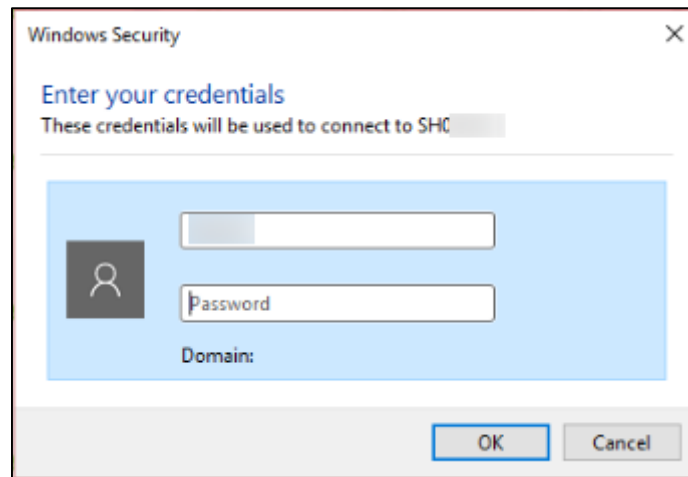 Windows Security
Enter your credentials
These credentials will be used to connect to SH0
Password
Domain:
OK
Cancel